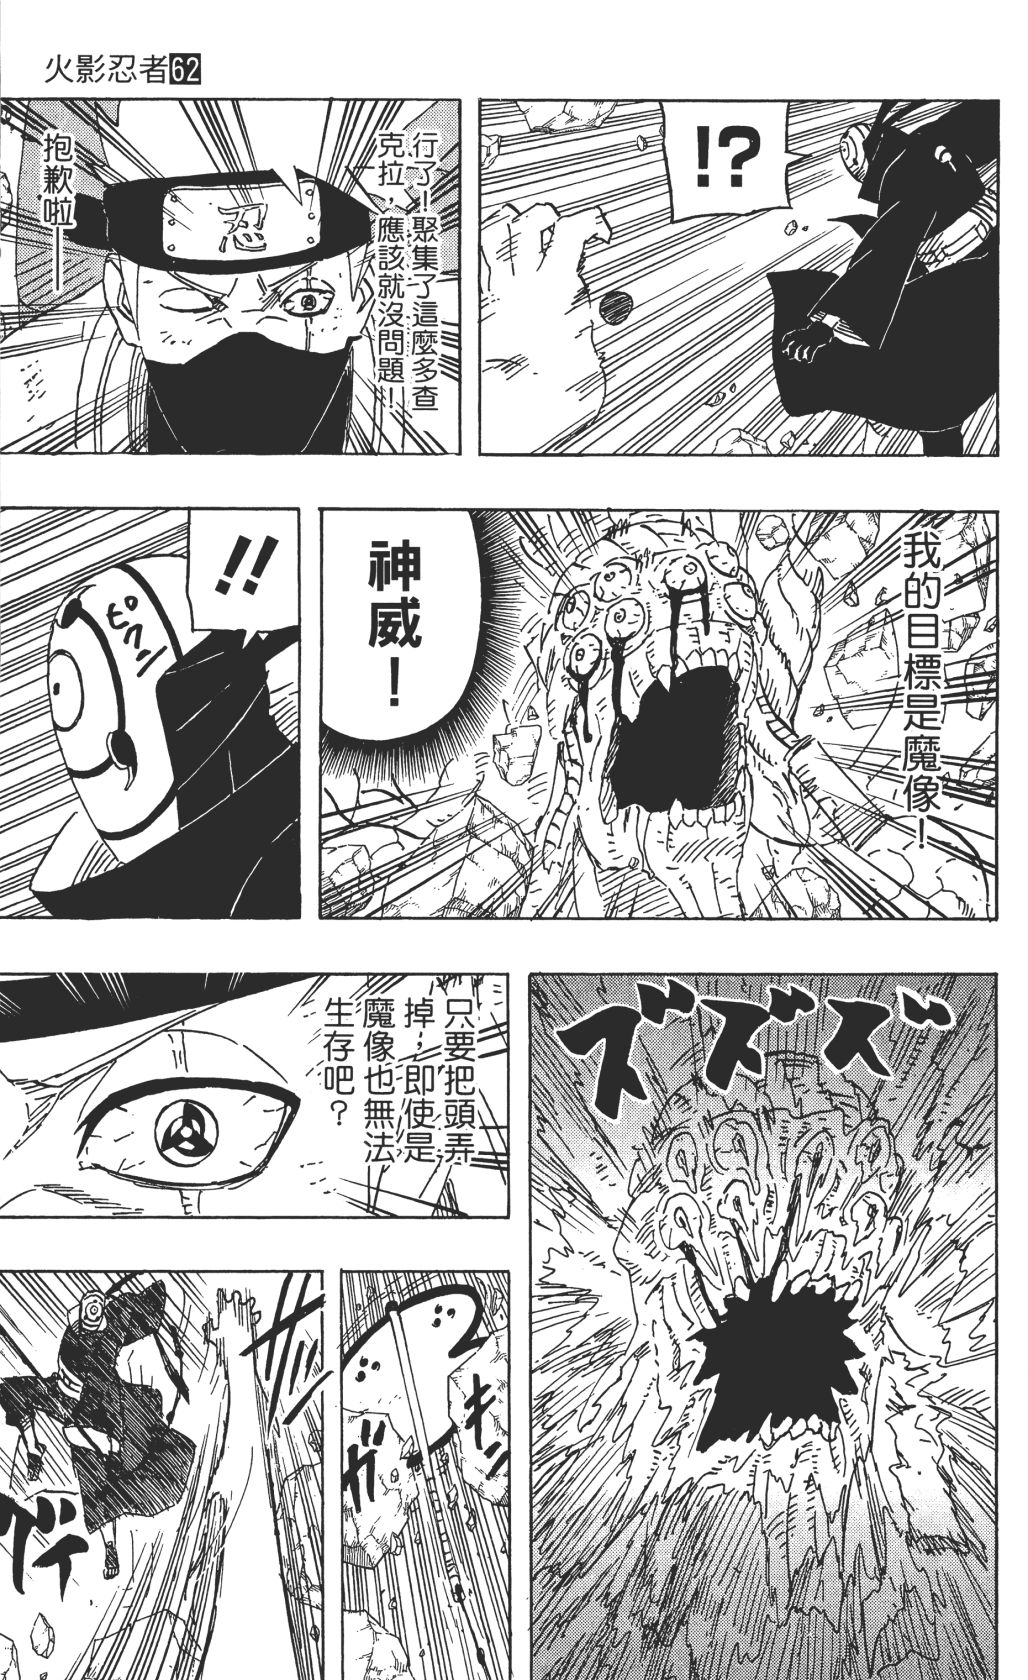 火影忍者62
!?
行了！聚集了這麼多查
克拉，應該就沒問題！
抱歉啦——
我的目標是魔像！
神威！
!!
ピクン
ズズズ
只要把頭弄
掉，即使是
魔像也無法
生存吧？
ガキ
グイ